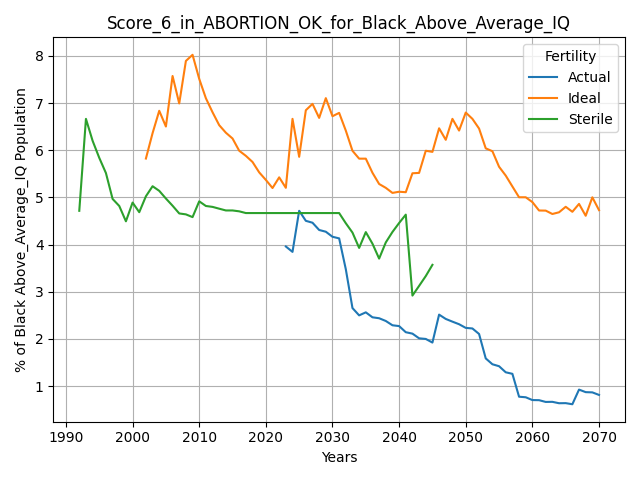 Score_6_in_ABORTION_OK_for_Black_Above_Average_IQ
% of Black Above_Average_IQ Population
8
7
6
5
4
3
2
1
Fertility
Actual
Ideal
Sterile
1990 2000 2010 2020 2030 2040 2050 2060 2070
Years